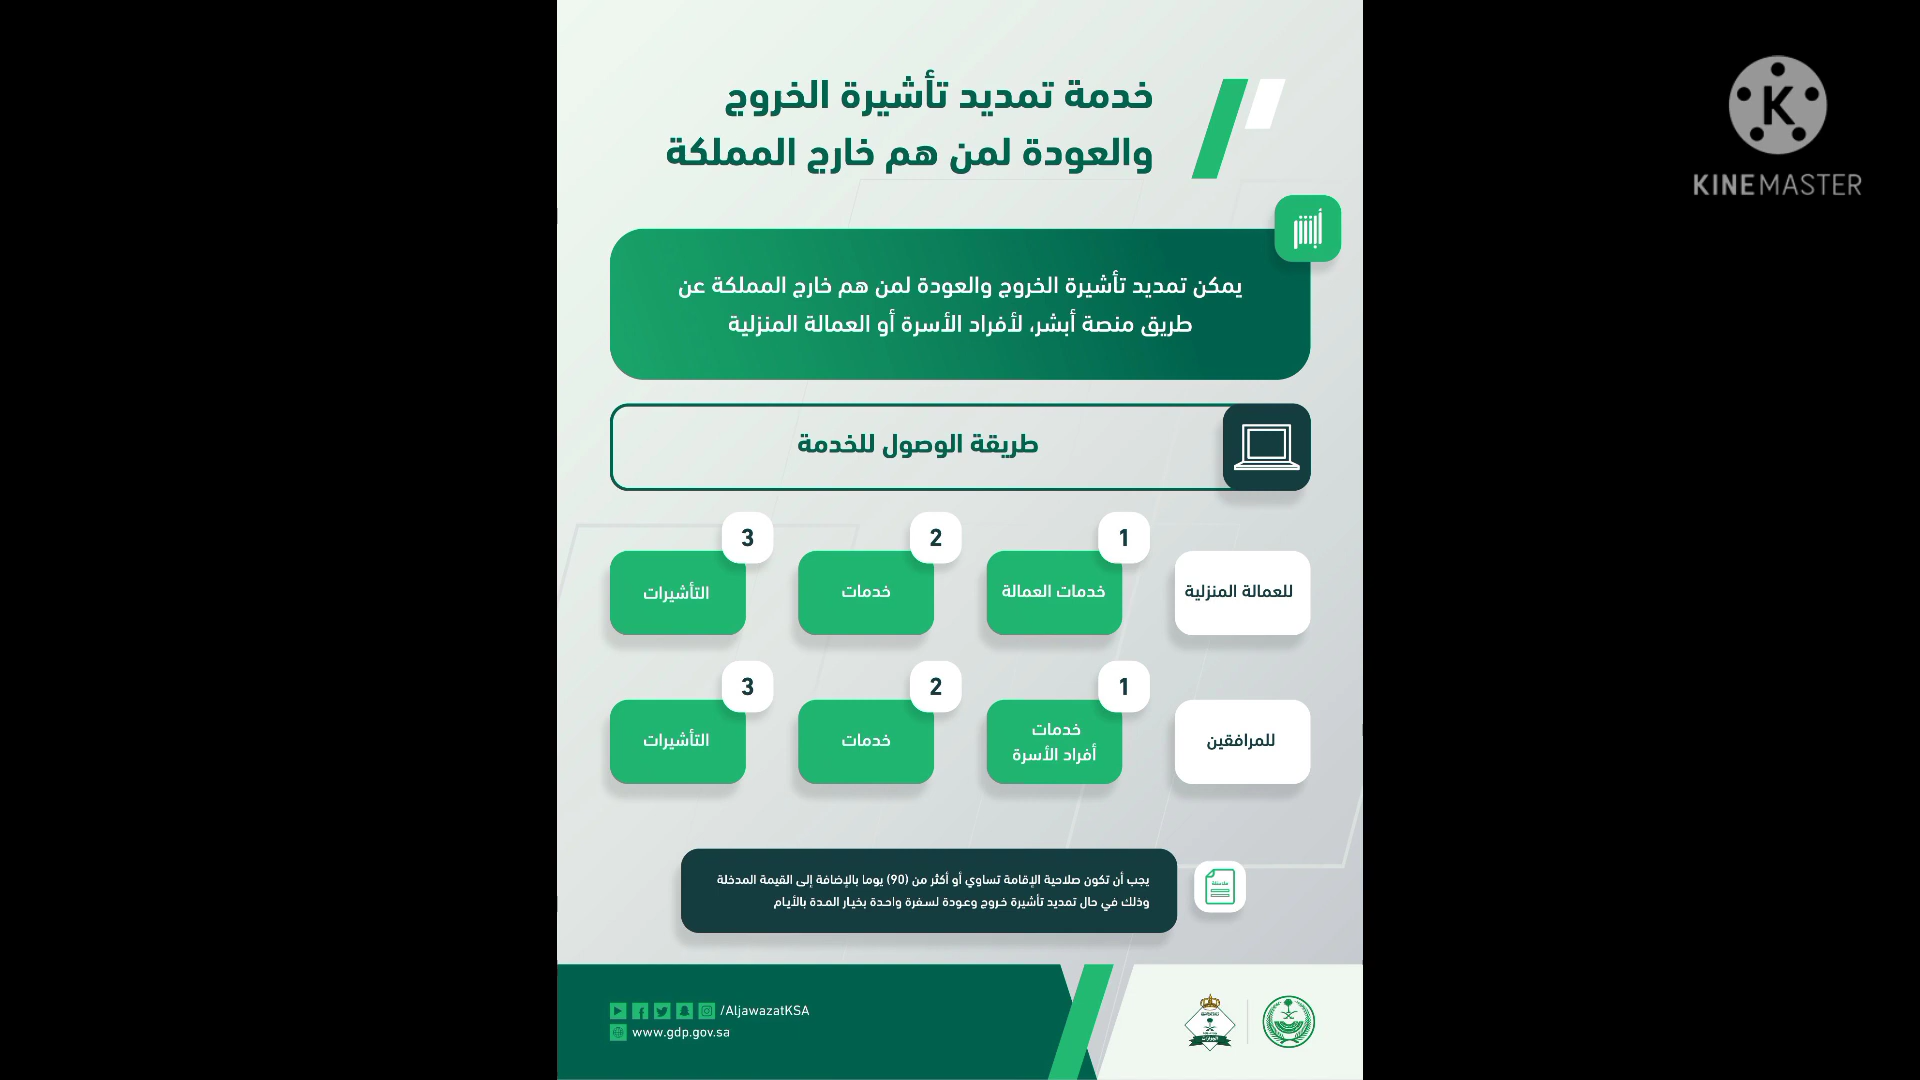 خدمة تمديد تأشيرة الخروج
والعودة لمن هم خارج المملكة
أبشر
يمكن تمديد تأشيرة الخروج والعودة لمن هم خارج المملكة عن
طريق منصة أبشر، لأفراد الأسرة أو العمالة المنزلية
طريقة الوصول للخدمة
للعمالة المنزلية
1
خدمات العمالة
2
خدمات
3
التأشيرات
للمرافقين
1
خدمات
أفراد الأسرة
2
خدمات
3
التأشيرات
ملاحظة
يجب أن تكون صلاحية الإقامة تساوي أو أكثر من (90) يوما بالإضافة إلى القيمة المدخلة
وذلك في حال تمديد تأشيرة خروج وعودة لسفرة واحدة بخيار المدة بالأيام
/AljawazatKSA
www.gdp.gov.sa
K
KINEMASTER